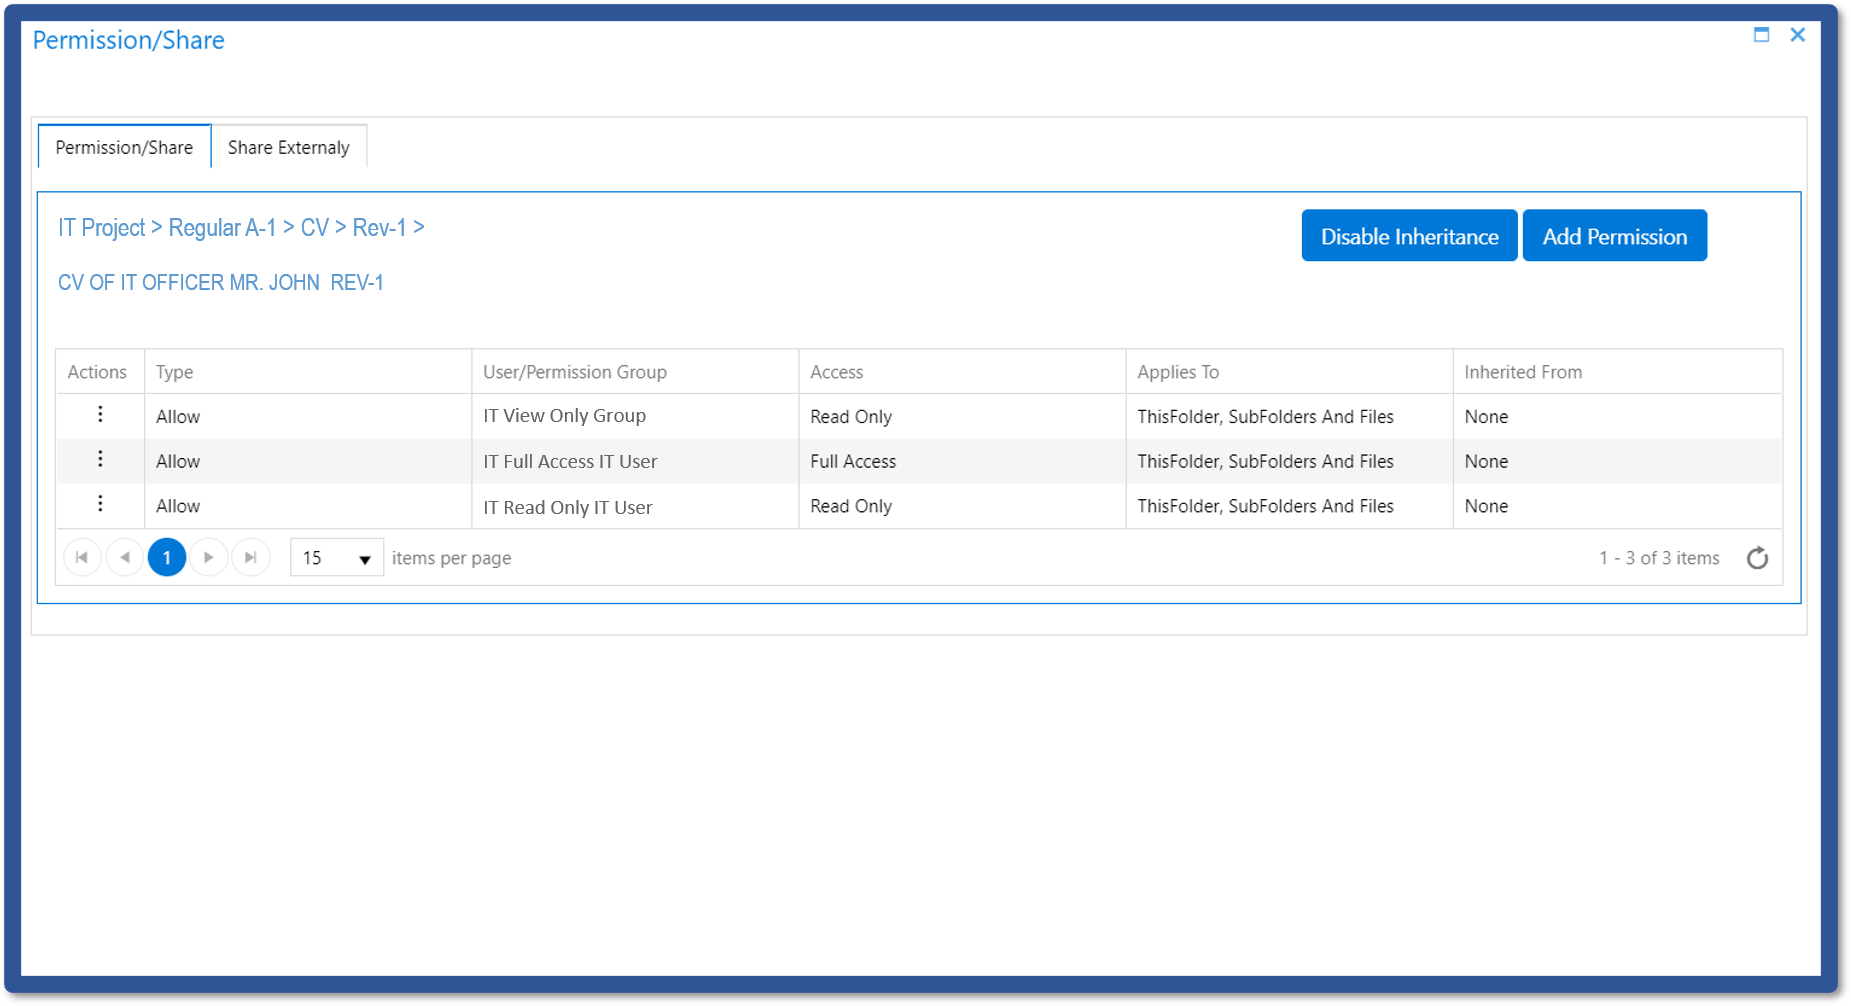 Permission/Share
Permission/Share Share Externaly
IT Project > Regular A-1 > CV > Rev-1 >
Disable Inheritance Add Permission
CV OF IT OFFICER MR. JOHN REV-1
Actions Type User/Permission Group Access Applies To Inherited From
Allow IT View Only Group Read Only ThisFolder, SubFolders And Files None
Allow IT Full Access IT User Full Access ThisFolder, SubFolders And Files None
Allow IT Read Only IT User Read Only ThisFolder, SubFolders And Files None
1 15 items per page 1 - 3 of 3 items